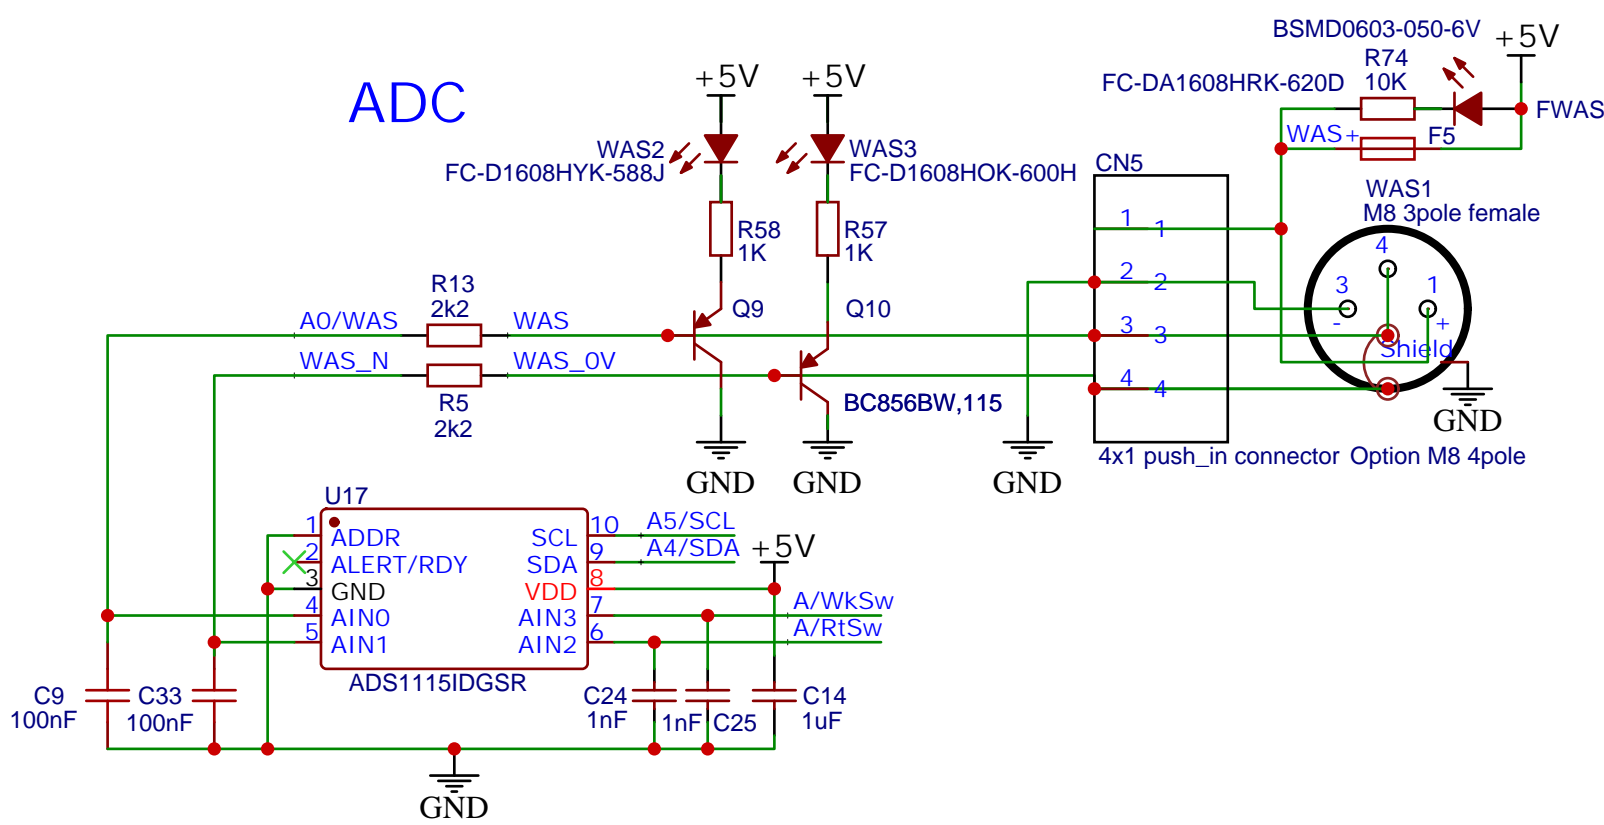 BSMD0603-050-6V
+5V
R74
10K
FC-DA1608HRK-620D
FWAS
WAS+
F5
ADC
+5V
+5V
WAS2
FC-D1608HYK-588J
WAS3
FC-D1608HOK-600H
CN5
WAS1
M8 3pole female
R58
1K
R57
1K
1
1
2
2
3
3
4
4
4
3
1
-
+
Shield
GND
R13
2k2
Q9
Q10
A0/WAS
WAS
WAS_N
WAS_0V
R5
2k2
BC856BW,115
GND
GND
GND
4x1 push_in connector
Option M8 4pole
U17
1
ADDR
2
ALERT/RDY
3
GND
4
AIN0
5
AIN1
SCL
10
A5/SCL
SDA
9
A4/SDA
+5V
VDD
8
AIN3
7
A/WkSw
AIN2
6
A/RtSw
ADS1115IDGSR
C9
100nF
C33
100nF
C24
1nF
1nF
C25
C14
1uF
GND